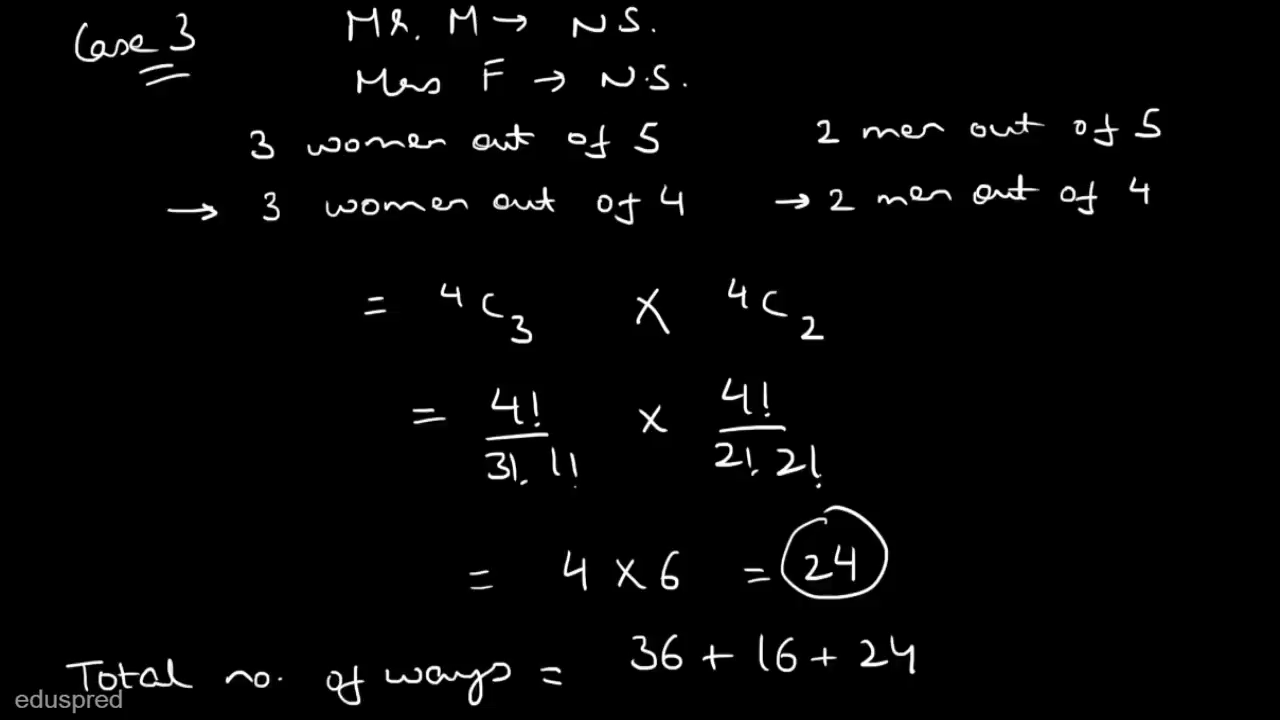 Case 3
Mr. M → N S.
Mrs F → N.S.
3 women out of 5
2 men out of 5
→ 3 women out of 4
→ 2 men out of 4
= ⁴C₃ X ⁴C₂
= 4!/3!.1! x 4!/2!.2!
= 4 x 6 = 24
Total no. of ways = 36 + 16 + 24
eduspred